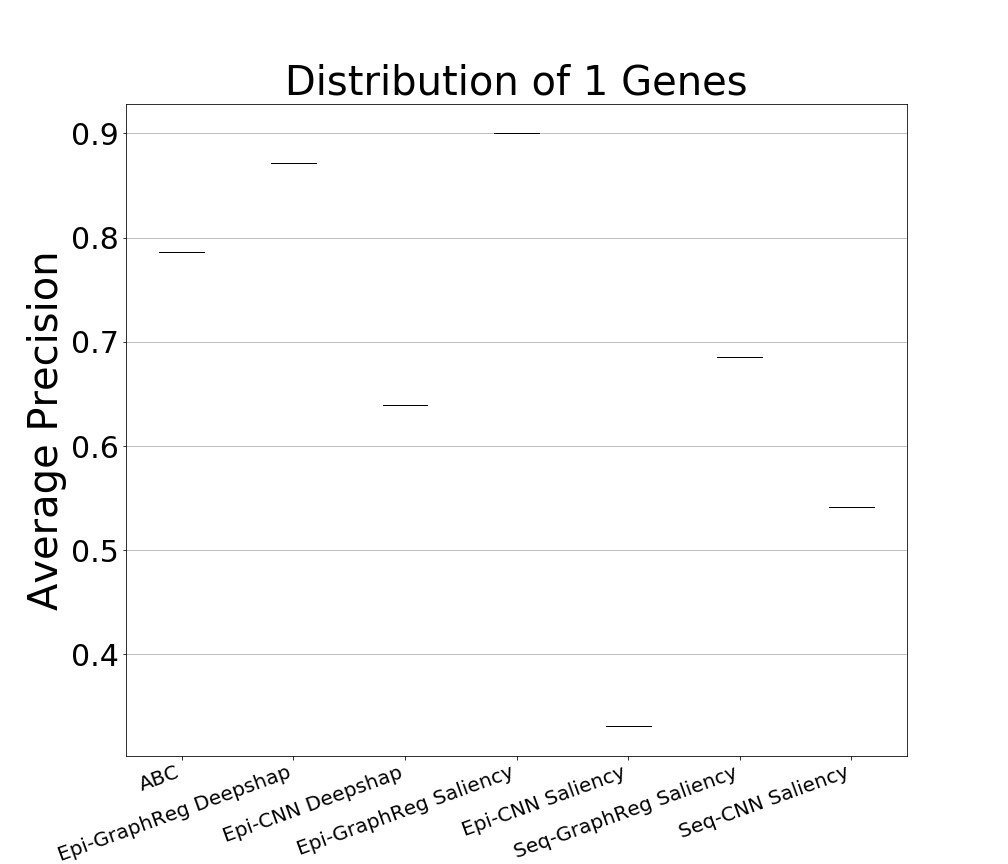 Distribution of 1 Genes
Average Precision
0.9
0.8
0.7
0.6
0.5
0.4
ABC
Epi-GraphReg Deepshap
Epi-CNN Deepshap
Epi-GraphReg Saliency
Epi-CNN Saliency
Seq-GraphReg Saliency
Seq-CNN Saliency